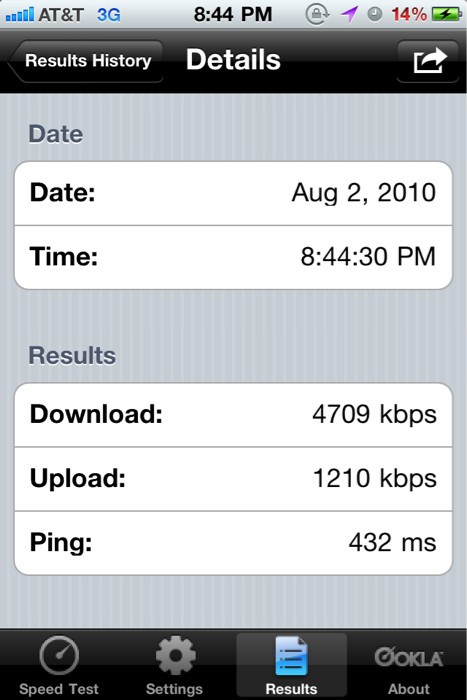 AT&T 3G 8:44 PM 14%
Results History Details
Date
Date: Aug 2, 2010
Time: 8:44:30 PM
Results
Download: 4709 kbps
Upload: 1210 kbps
Ping: 432 ms
OOKLA
Speed Test Settings Results About